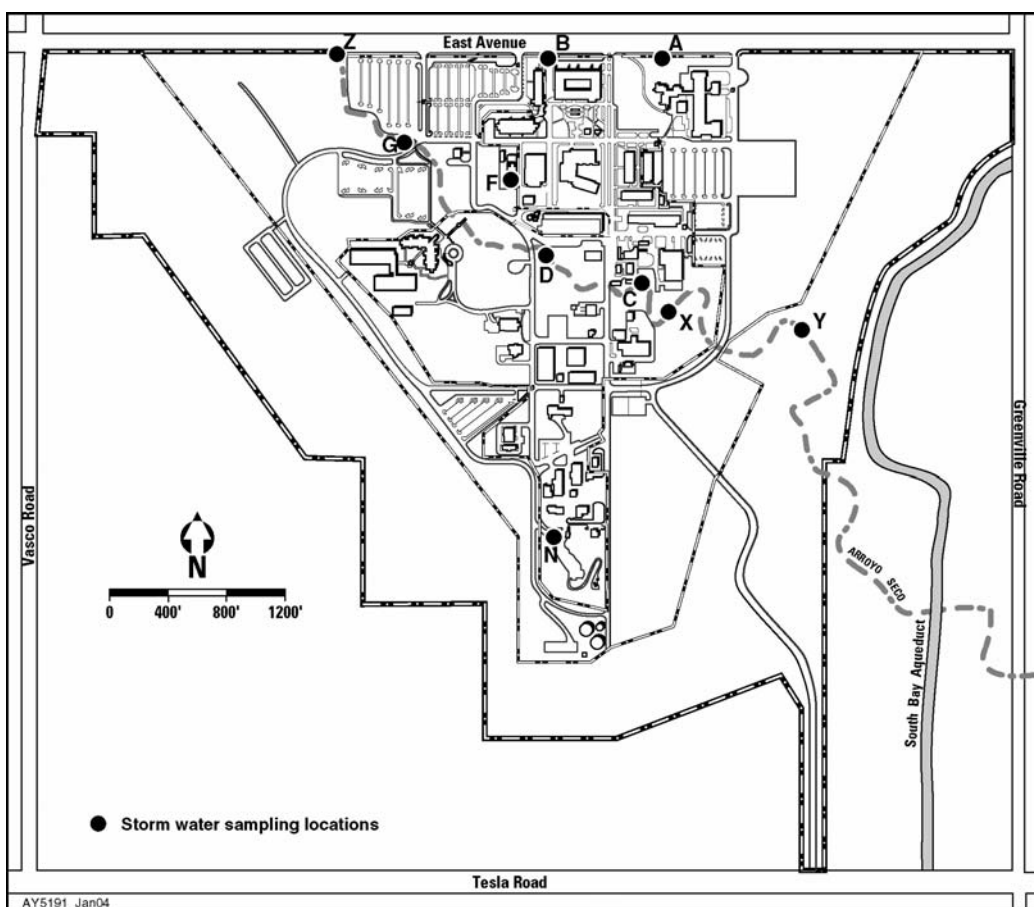 Z
East Avenue
B
A
G
F
D
C
X
Y
Vasco Road
Greenville Road
N
0 400' 800' 1200'
N
ARROYO SECO
South Bay Aqueduct
Storm water sampling locations
Tesla Road
AY5191 Jan04